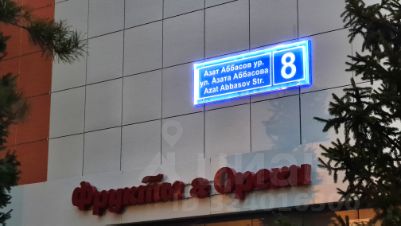 Азат Аббасов ур.
ул. Азата Аббасова
Azat Abbasov Str.
8
Фрукты & Орехи